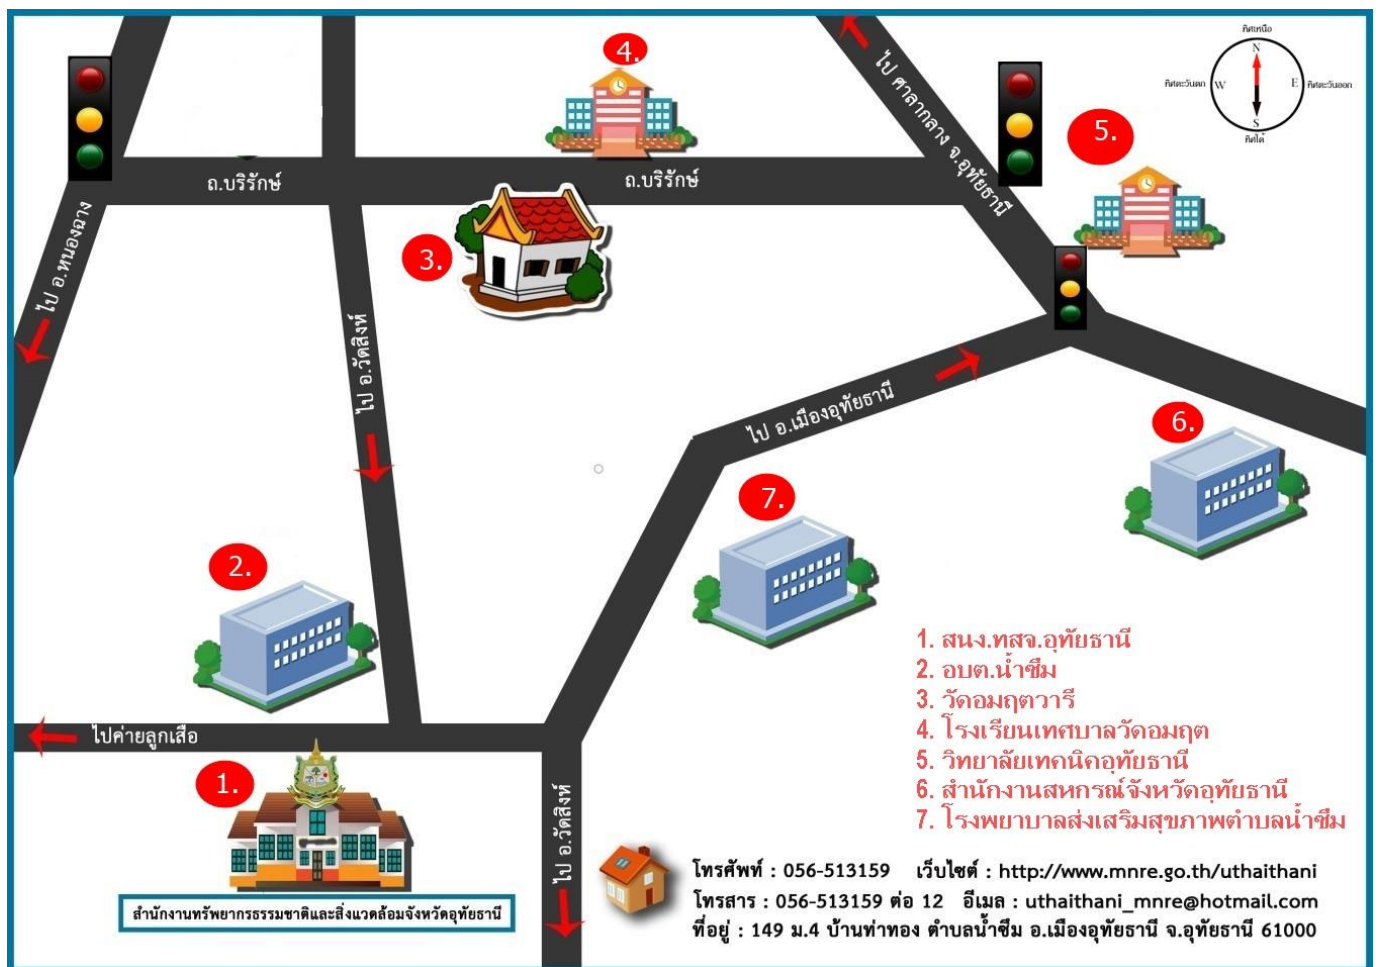 4.
ทิศเหนือ
N
ทิศตะวันตก W
E ทิศตะวันออก
S
ทิศใต้
5.
ไป ศาลากลาง จ.อุทัยธานี
ถ.บริรักษ์
ถ.บริรักษ์
3.
ไป อ.หนองฉาง
ไป อ.วัดสิงห์
ไป อ.เมืองอุทัยธานี
6.
7.
2.
ไปค่ายลูกเสือ
1.
ไป อ.วัดสิงห์
สำนักงานทรัพยากรธรรมชาติและสิ่งแวดล้อมจังหวัดอุทัยธานี
1. สนง.ทสจ.อุทัยธานี
2. อบต.น้ำซึม
3. วัดอมฤตวารี
4. โรงเรียนเทศบาลวัดอมฤต
5. วิทยาลัยเทคนิคอุทัยธานี
6. สำนักงานสหกรณ์จังหวัดอุทัยธานี
7. โรงพยาบาลส่งเสริมสุขภาพตำบลน้ำซึม
โทรศัพท์ : 056-513159 เว็บไซต์ : http://www.mnre.go.th/uthaithani
โทรสาร : 056-513159 ต่อ 12 อีเมล : uthaithani_mnre@hotmail.com
ที่อยู่ : 149 ม.4 บ้านท่าทอง ตำบลน้ำซึม อ.เมืองอุทัยธานี จ.อุทัยธานี 61000